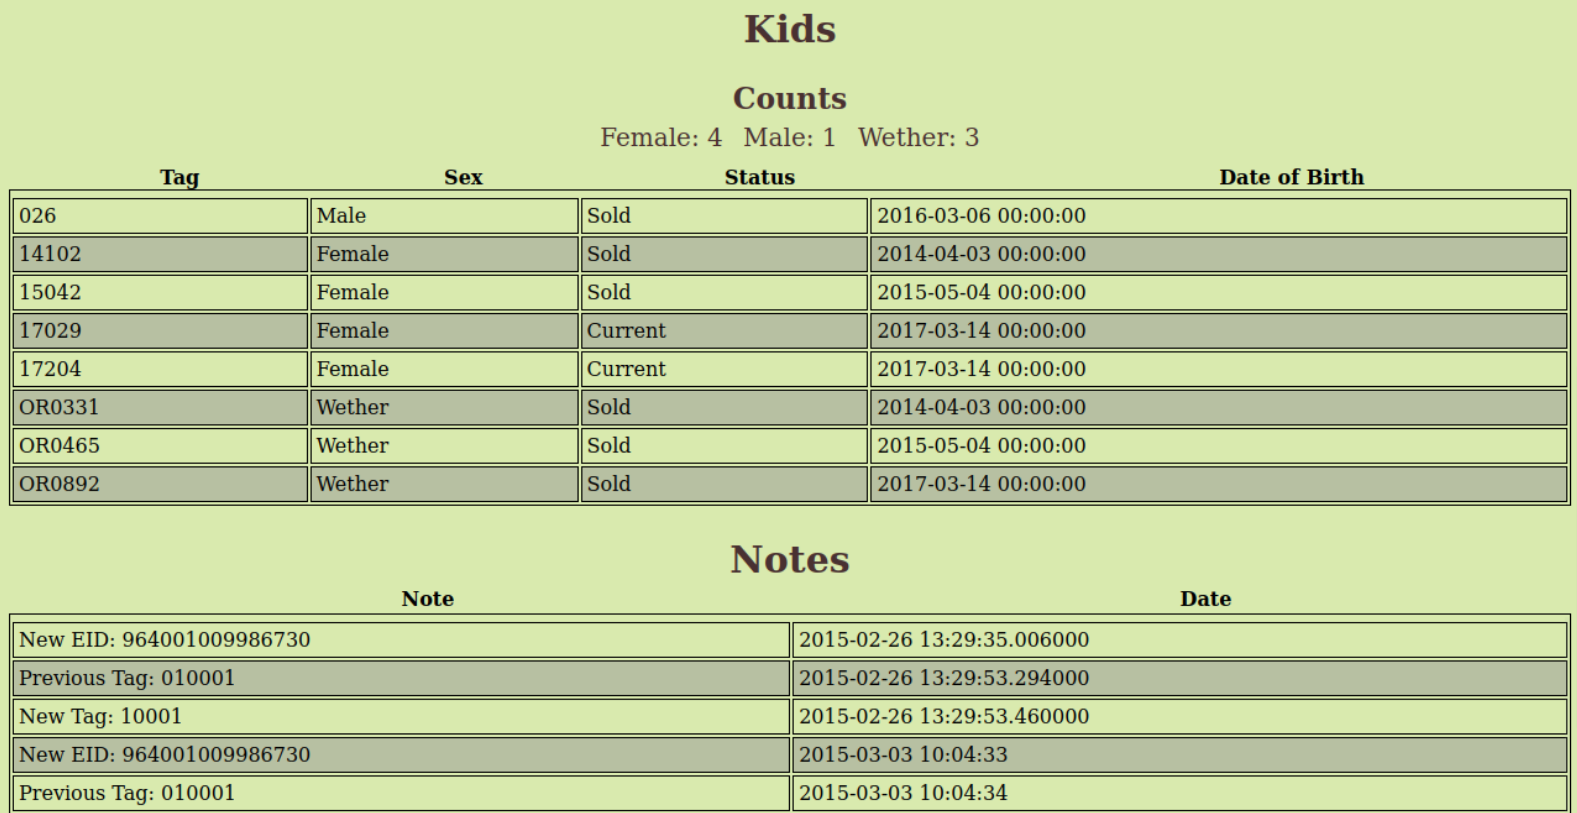 Kids
Counts
Female: 4 Male: 1 Wether: 3
Tag Sex Status Date of Birth
026 Male Sold 2016-03-06 00:00:00
14102 Female Sold 2014-04-03 00:00:00
15042 Female Sold 2015-05-04 00:00:00
17029 Female Current 2017-03-14 00:00:00
17204 Female Current 2017-03-14 00:00:00
OR0331 Wether Sold 2014-04-03 00:00:00
OR0465 Wether Sold 2015-05-04 00:00:00
OR0892 Wether Sold 2017-03-14 00:00:00
Notes
Note Date
New EID: 964001009986730 2015-02-26 13:29:35.006000
Previous Tag: 010001 2015-02-26 13:29:53.294000
New Tag: 10001 2015-02-26 13:29:53.460000
New EID: 964001009986730 2015-03-03 10:04:33
Previous Tag: 010001 2015-03-03 10:04:34